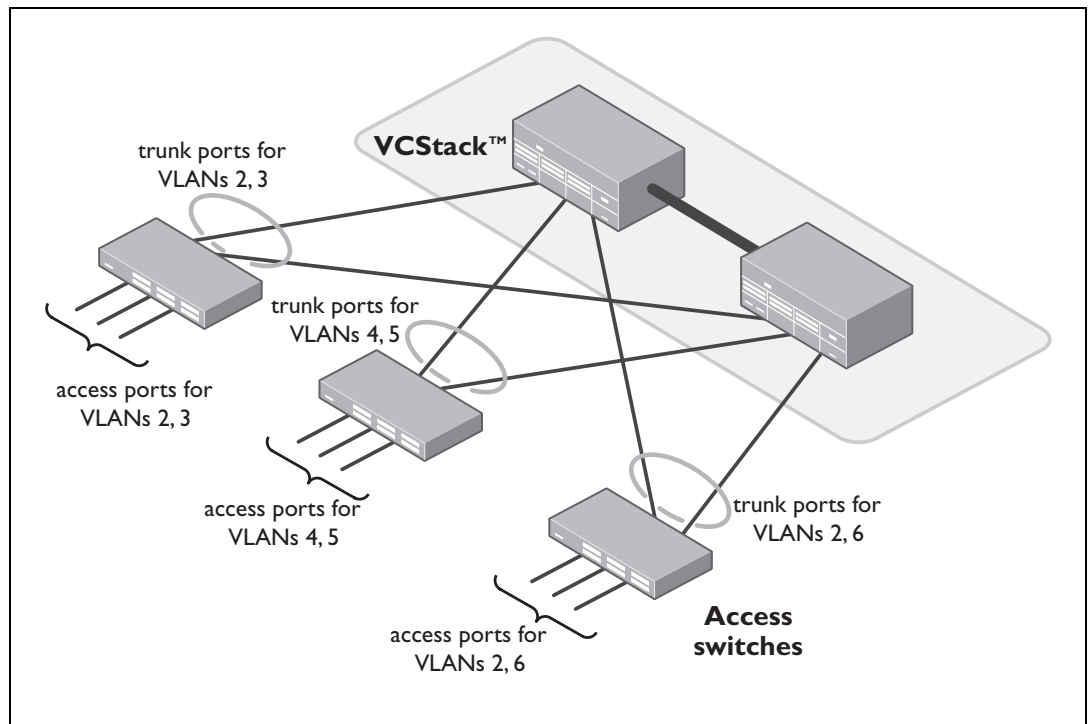 VCStack™
trunk ports for
VLANs 2, 3
access ports for
VLANs 2, 3
trunk ports for
VLANs 4, 5
access ports for
VLANs 4, 5
trunk ports for
VLANs 2, 6
access ports for
VLANs 2, 6
Access
switches